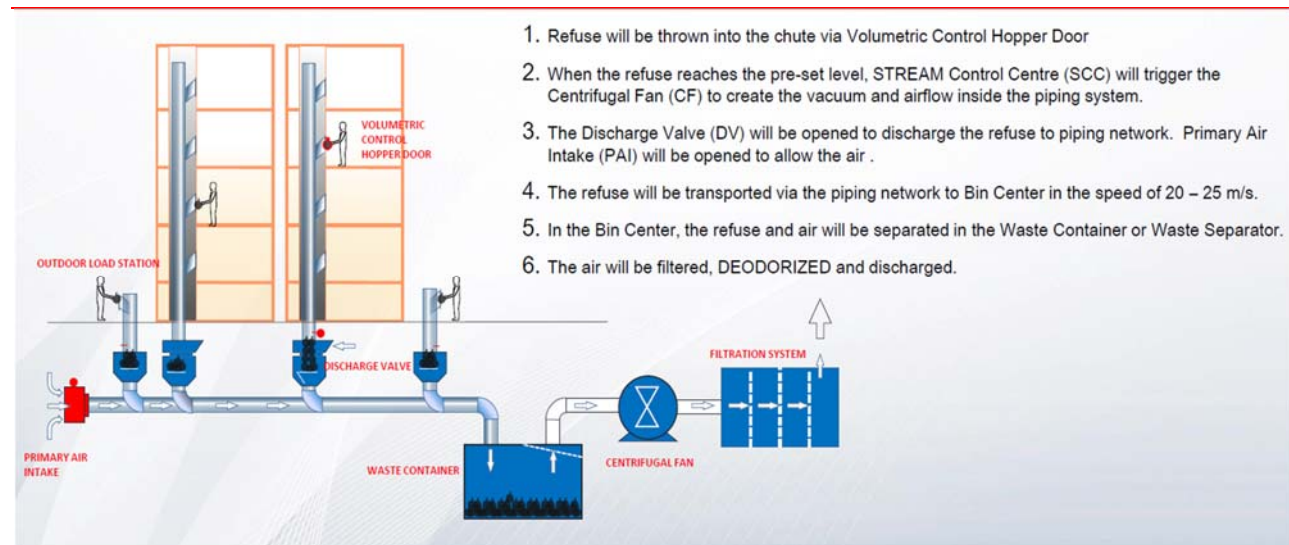 1. Refuse will be thrown into the chute via Volumetric Control Hopper Door
2. When the refuse reaches the pre-set level, STREAM Control Centre (SCC) will trigger the
Centrifugal Fan (CF) to create the vacuum and airflow inside the piping system.
3. The Discharge Valve (DV) will be opened to discharge the refuse to piping network. Primary Air
Intake (PAI) will be opened to allow the air .
4. The refuse will be transported via the piping network to Bin Center in the speed of 20 – 25 m/s.
5. In the Bin Center, the refuse and air will be separated in the Waste Container or Waste Separator.
6. The air will be filtered, DEODORIZED and discharged.
VOLUMETRIC
CONTROL
HOPPER DOOR
OUTDOOR LOAD STATION
DISCHARGE VALVE
FILTRATION SYSTEM
PRIMARY AIR
INTAKE
WASTE CONTAINER
CENTRIFUGAL FAN